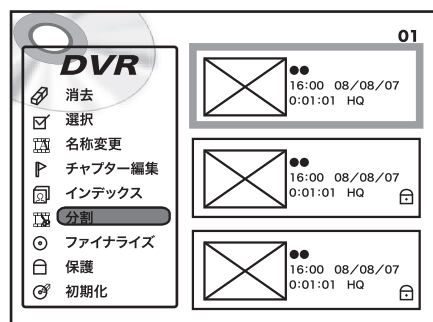 01
DVR
消去
選択
名称変更
チャプター編集
インデックス
分割
ファイナライズ
保護
初期化
●●
16:00 08/08/07
0:01:01 HQ
●●
16:00 08/08/07
0:01:01 HQ
●●
16:00 08/08/07
0:01:01 HQ